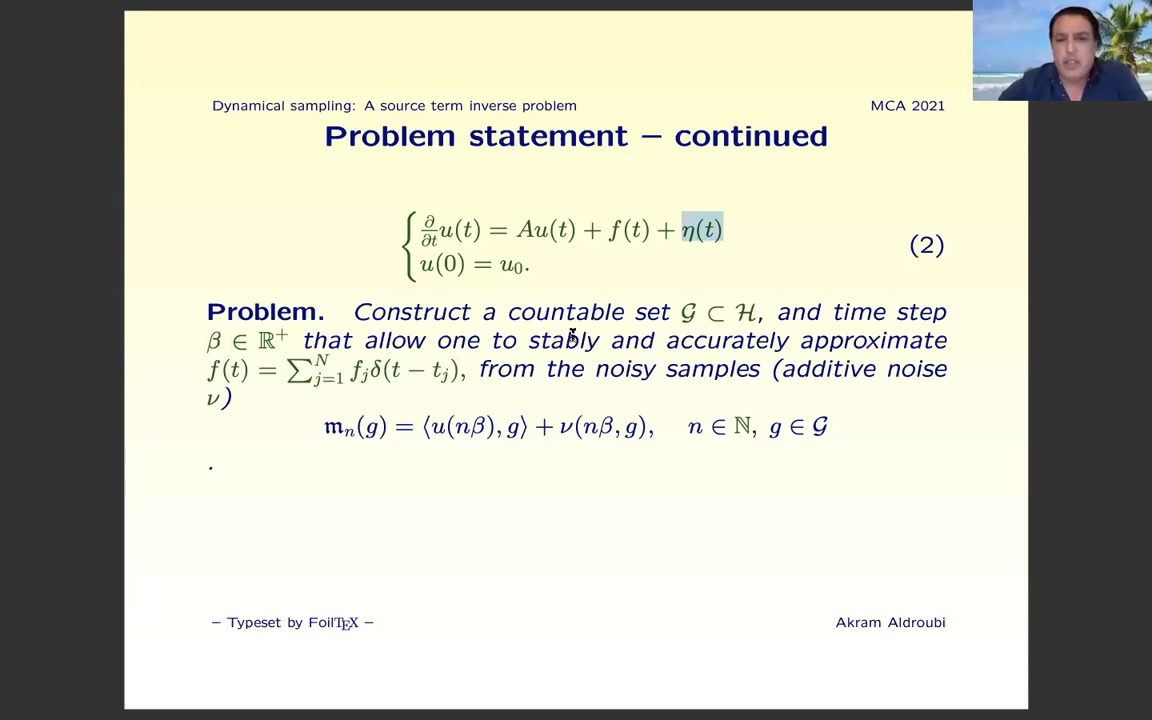 Dynamical sampling: A source term inverse problem MCA 2021
Problem statement – continued
∂/∂t u(t) = Au(t) + f(t) + η(t)
u(0) = u₀. (2)
Problem. Construct a countable set 𝒢 ⊂ ℋ, and time step
β ∈ ℝ⁺ that allow one to stably and accurately approximate
f(t) = ∑ᴺⱼ₌₁ fⱼδ(t − tⱼ), from the noisy samples (additive noise
ν)
𝔪ₙ(g) = ⟨u(nβ), g⟩ + ν(nβ, g), n ∈ ℕ, g ∈ 𝒢
.
– Typeset by FoilTEX – Akram Aldroubi